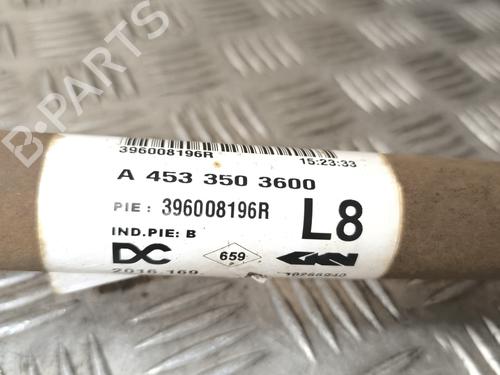 B-PARTS
396008196R 15:23:33
A 453 350 3600
PIE: 396008196R L8
IND.PIE: B
DC 659 GKN
2016 169